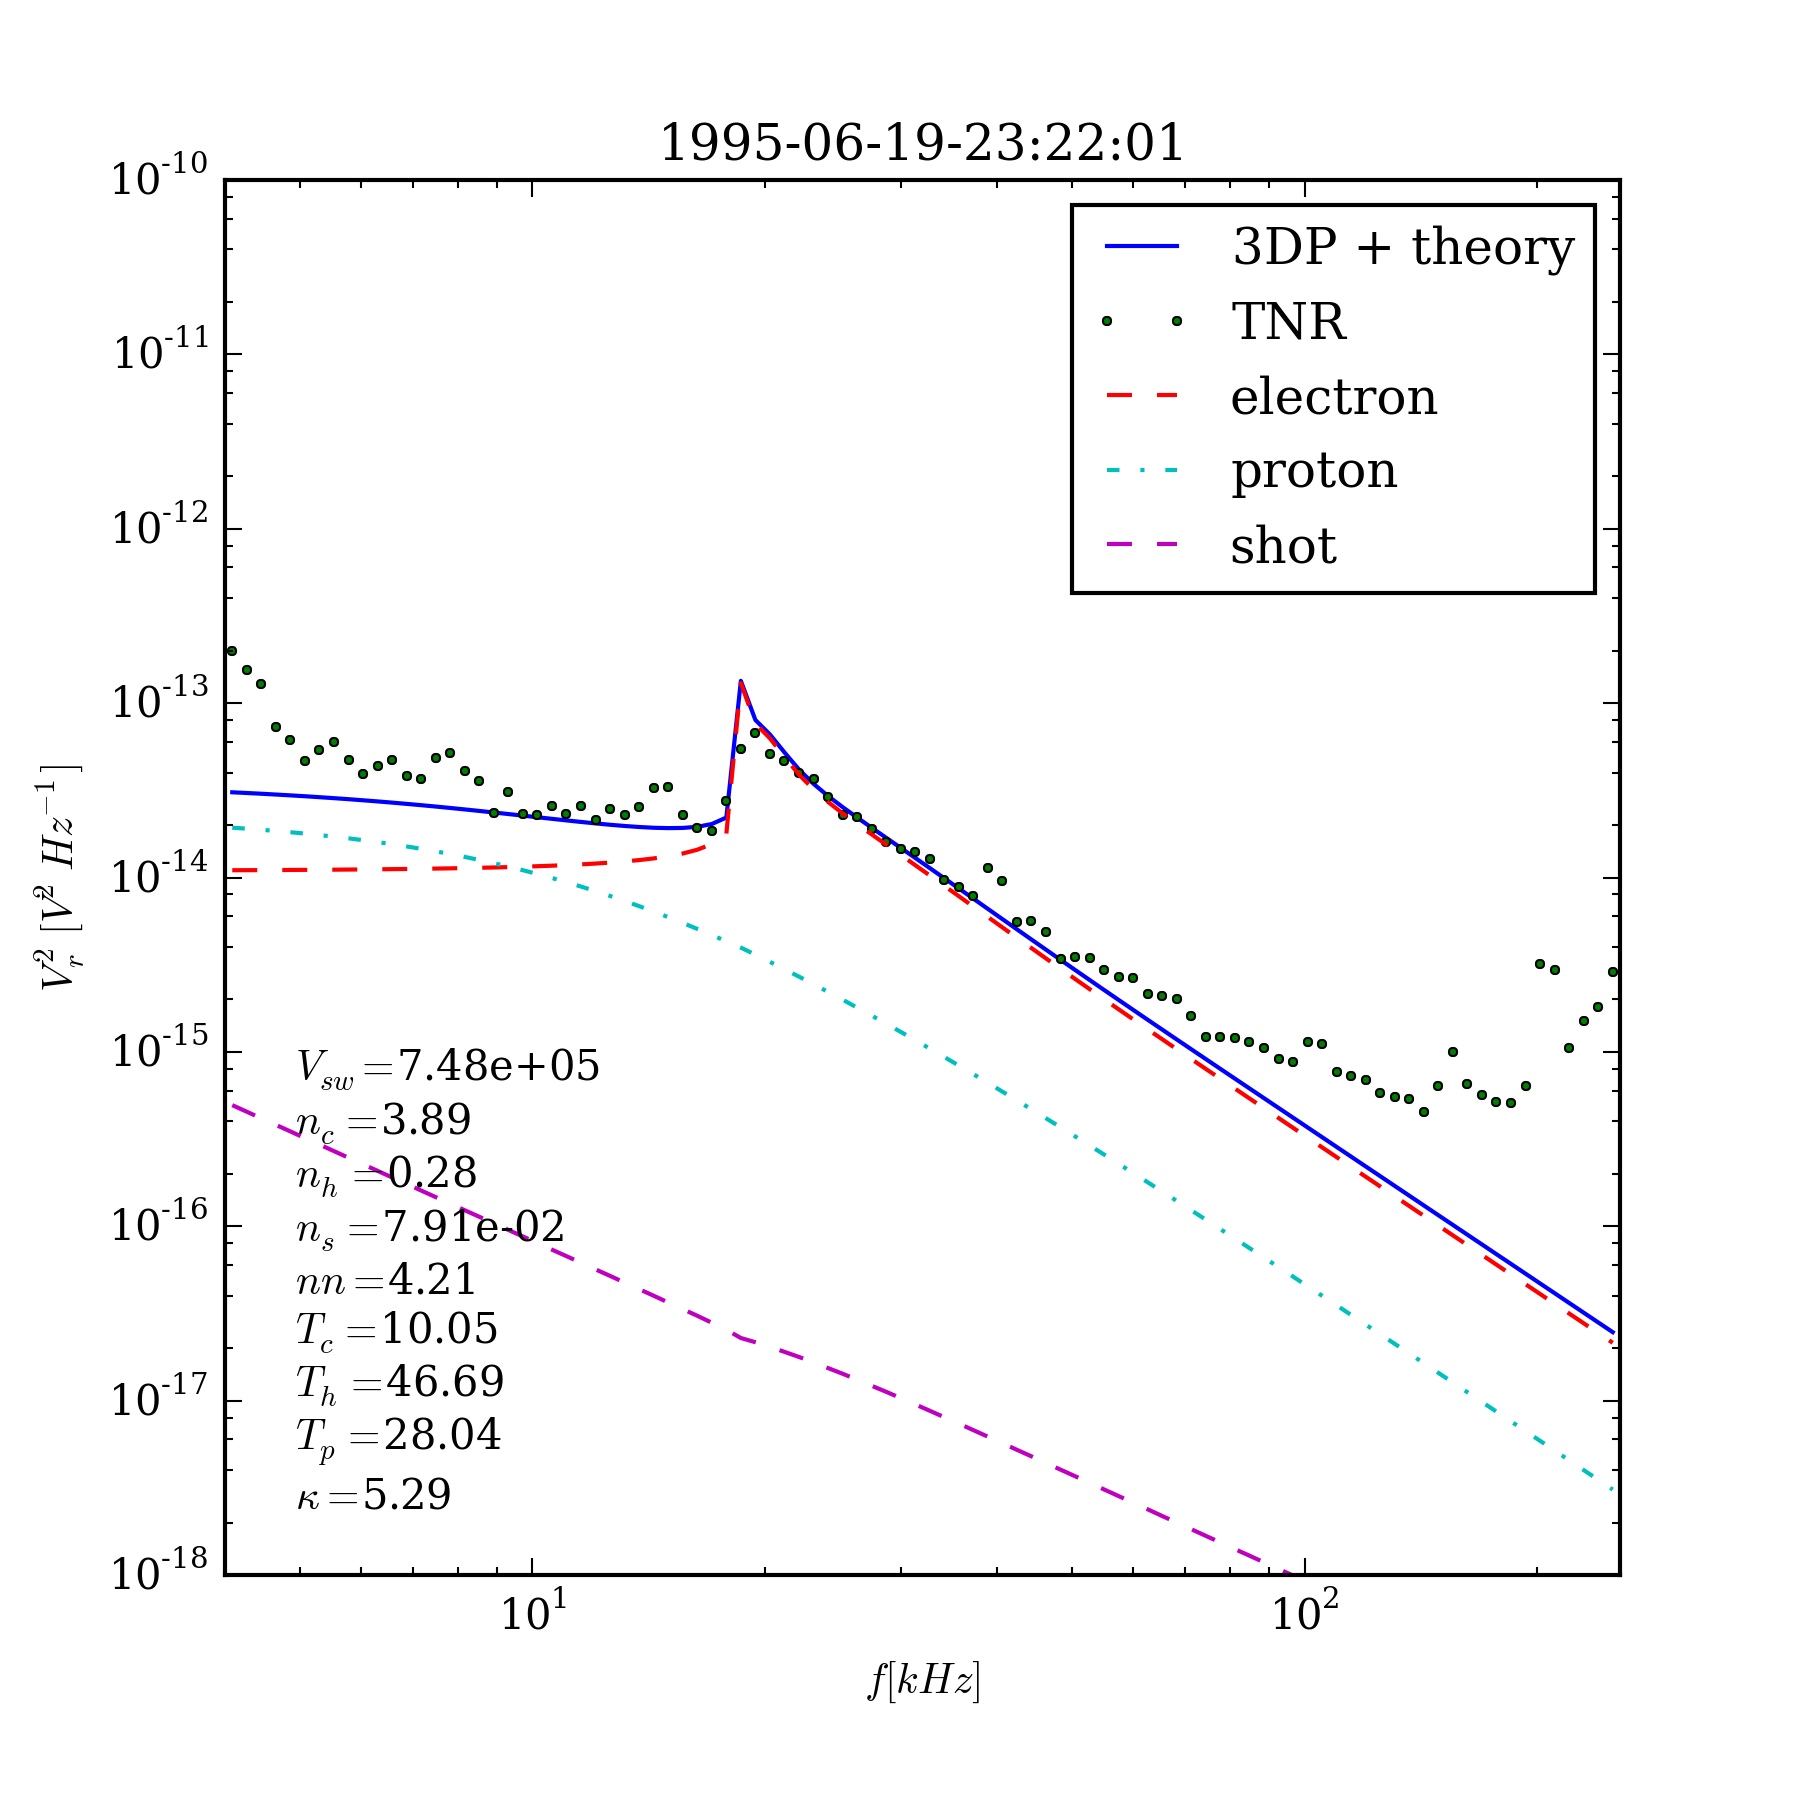 1995-06-19-23:22:01
10^-10
10^-11
10^-12
10^-13
10^-14
10^-15
10^-16
10^-17
10^-18
V_r^2 [V^2 Hz^-1]
3DP + theory
TNR
electron
proton
shot
V_sw=7.48e+05
n_c=3.89
n_h=0.28
n_s=7.91e-02
nn=4.21
T_c=10.05
T_h=46.69
T_p=28.04
κ=5.29
10^1 10^2
f[kHz]